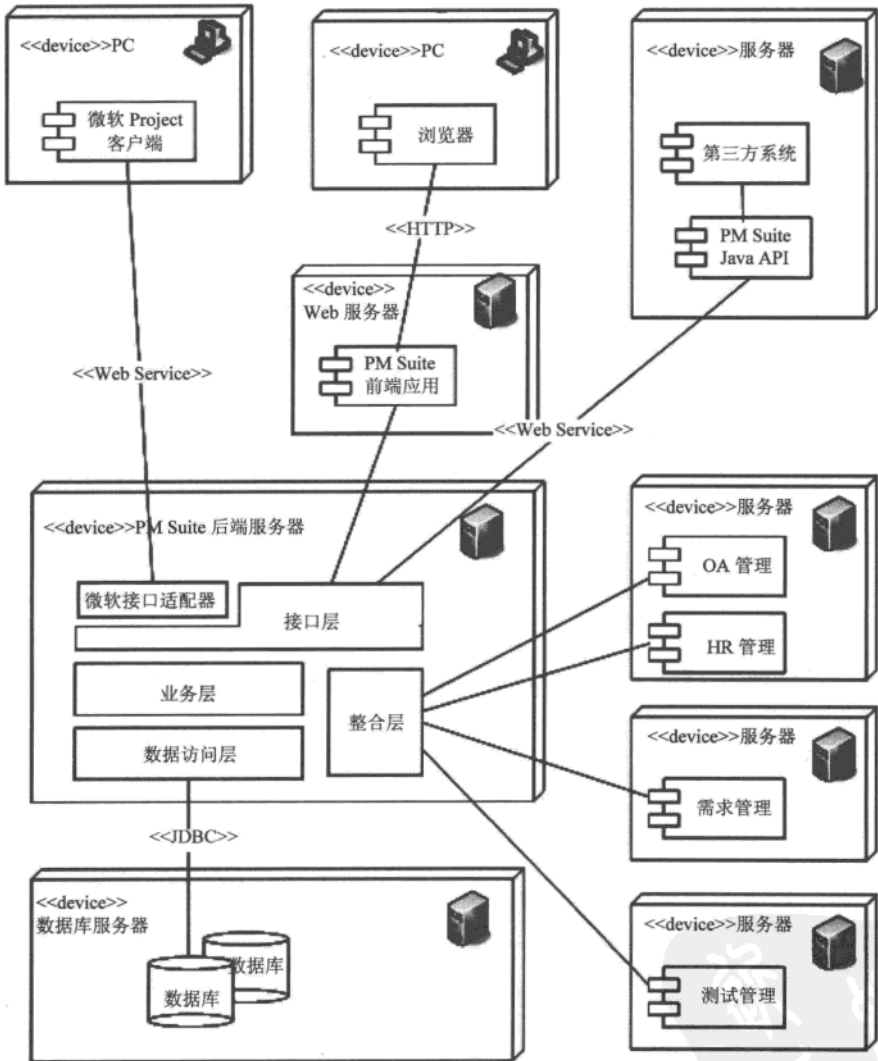 <<device>>PC
微软 Project
客户端
<<device>>PC
浏览器
<<device>>服务器
第三方系统
PM Suite
Java API
<<HTTP>>
<<device>>
Web 服务器
PM Suite
前端应用
<<Web Service>>
<<Web Service>>
<<device>>PM Suite 后端服务器
微软接口适配器
接口层
业务层
整合层
数据访问层
<<device>>服务器
OA 管理
HR 管理
<<device>>服务器
需求管理
<<JDBC>>
<<device>>
数据库服务器
数据库
数据库
<<device>>服务器
测试管理